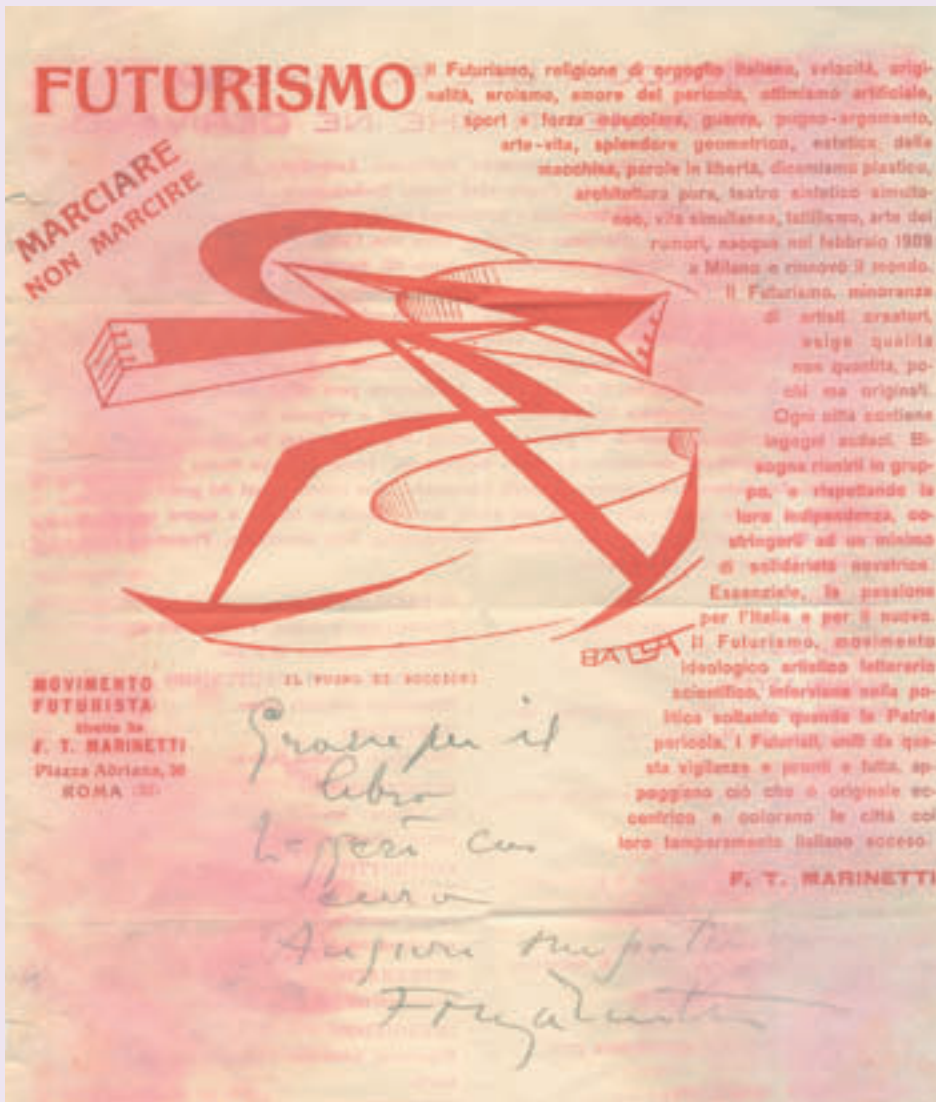 FUTURISMO
Il Futurismo, religione di orgoglio italiano, velocità, origi-
nalità, eroismo, amore del pericolo, ottimismo artificiale,
sport e forza muscolare, guerra, pugno-argomento,
arte-vita, splendore geometrico, estetica della
macchina, parole in libertà, dinamismo plastico,
architettura pura, teatro sintetico simulta-
neo, vita simultanea, tattilismo, arte dei
rumori, nacque nel febbraio 1909
a Milano e rinnovò il mondo.
Il Futurismo, minoranza
di artisti creatori,
esige qualità
non quantità, po-
chi ma originali.
Ogni città contiene
ingegni audaci. Bi-
sogna riunirli in grup-
po, e rispettando la
loro indipendenza, co-
stringerli ad un minimo
di solidarietà novatrice.
Essenziale, la passione
per l'Italia e per il nuovo.
Il Futurismo, movimento
ideologico artistico letterario
scientifico, interviene nella po-
litica soltanto quando la Patria
pericola. I Futuristi, uniti da que-
sta vigilanza e pronti a tutto, ap-
poggiano ciò che è originale ec-
centrico e colorano le città col
loro temperamento italiano acceso.
F. T. MARINETTI
MARCIARE
NON MARCIRE
BALLA
IL PUGNO DI BOCCIONI
MOVIMENTO
FUTURISTA
diretto da
F. T. MARINETTI
Piazza Adriana, 30
ROMA
Grazie per il
libro
Leggerò con
cura
Auguri simpatia